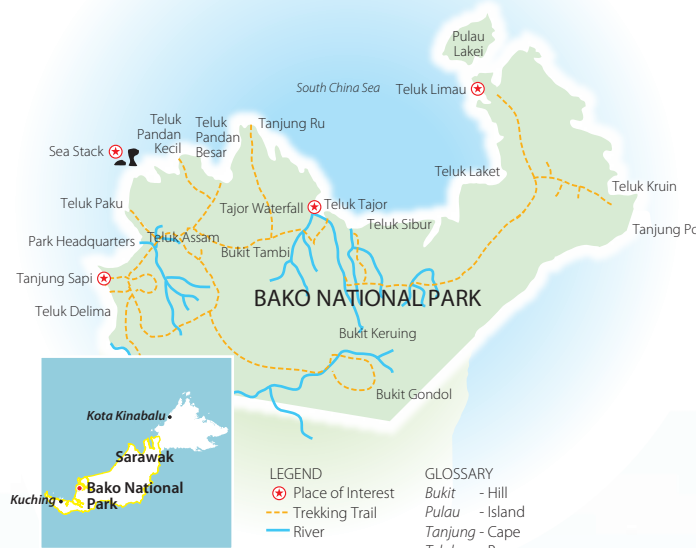 Pulau
Lakei
South China Sea
Teluk Limau
Teluk
Pandan
Kecil
Teluk
Pandan
Besar
Tanjung Ru
Sea Stack
Teluk Laket
Teluk Kruin
Teluk Paku
Tajor Waterfall
Teluk Tajor
Teluk Sibur
Tanjung Po
Park Headquarters
Teluk Assam
Bukit Tambi
Tanjung Sapi
BAKO NATIONAL PARK
Teluk Delima
Bukit Keruing
Bukit Gondol
Kota Kinabalu
Sarawak
Bako National
Park
Kuching
LEGEND
Place of Interest
Trekking Trail
River
GLOSSARY
Bukit - Hill
Pulau - Island
Tanjung - Cape